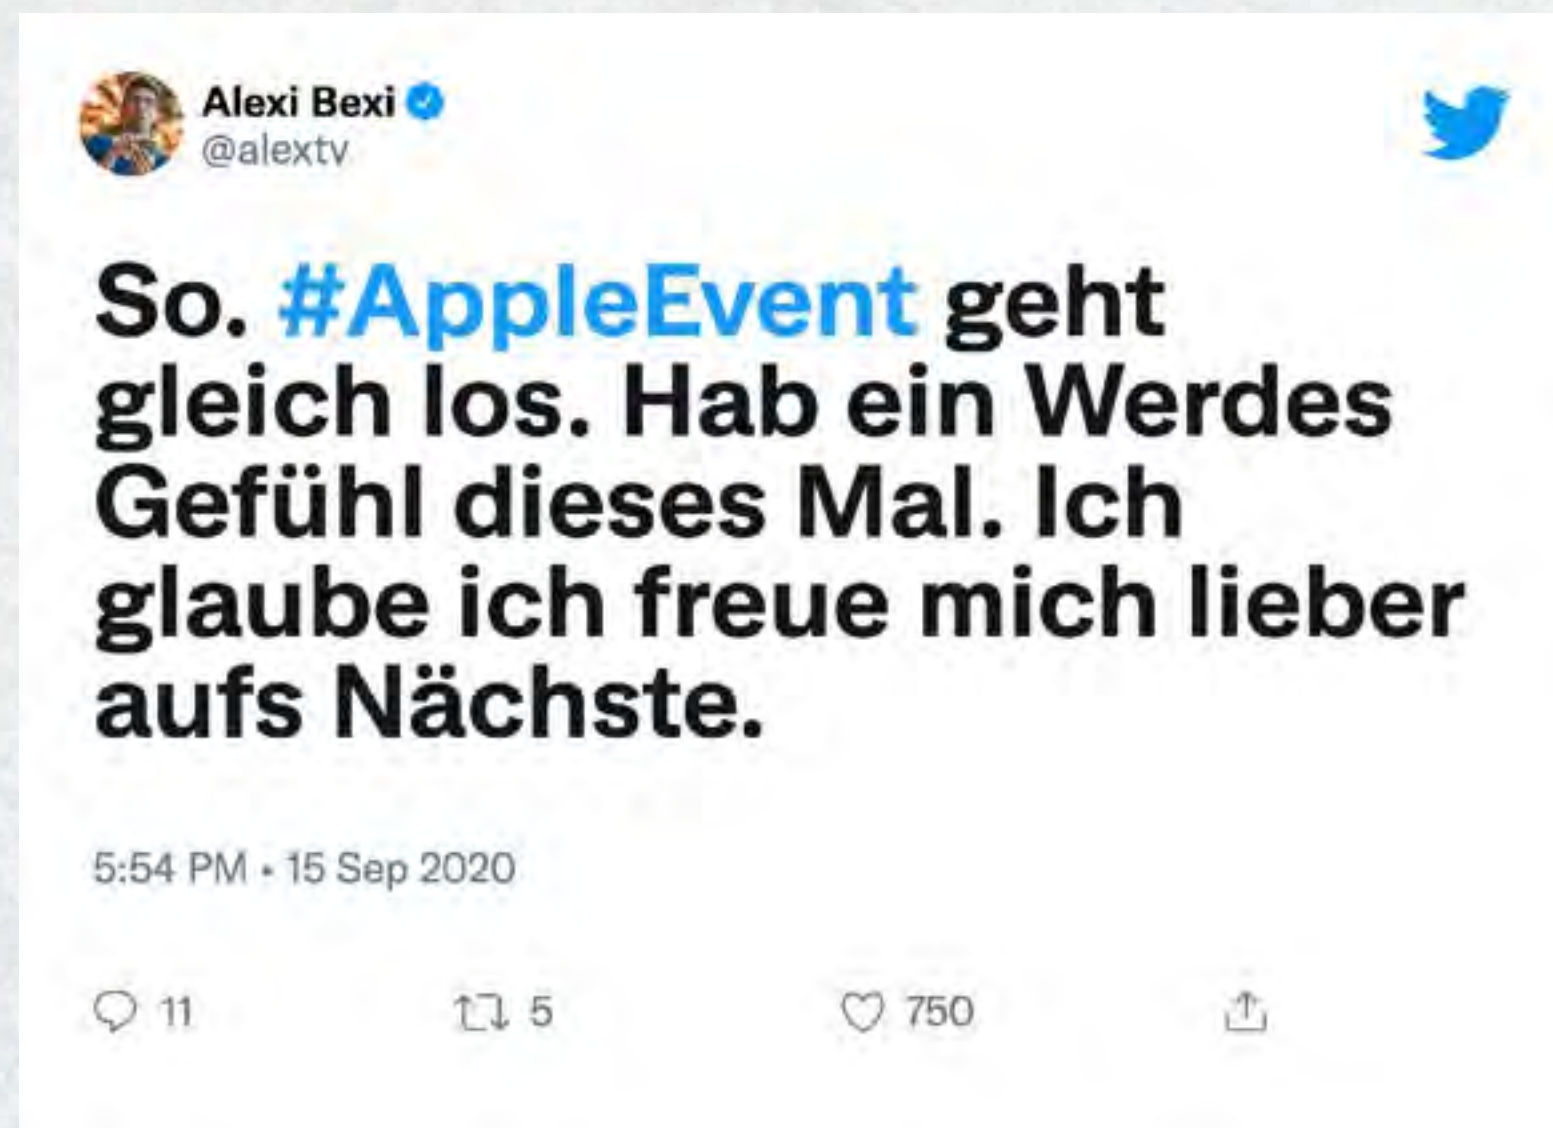 Alexi Bexi
@alextv
So. #AppleEvent geht
gleich los. Hab ein Werdes
Gefühl dieses Mal. Ich
glaube ich freue mich lieber
aufs Nächste.
5:54 PM • 15 Sep 2020
11 5 750